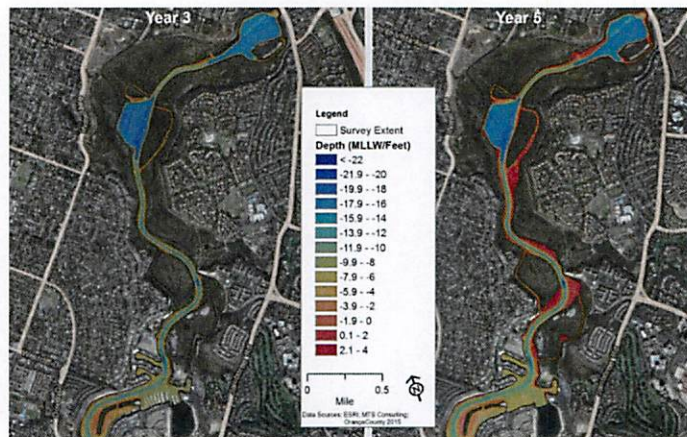 Year 3
Year 5
Legend
Survey Extent
Depth (MLLW/Feet)
< -22
-21.9 - -20
-19.9 - -18
-17.9 - -16
-15.9 - -14
-13.9 - -12
-11.9 - -10
-9.9 - -8
-7.9 - -6
-5.9 - -4
-3.9 - -2
-1.9 - 0
0.1 - 2
2.1 - 4
0
0.5
Mile
N
Data Sources: ESRI; MTS Consulting;
OrangeCounty 2015